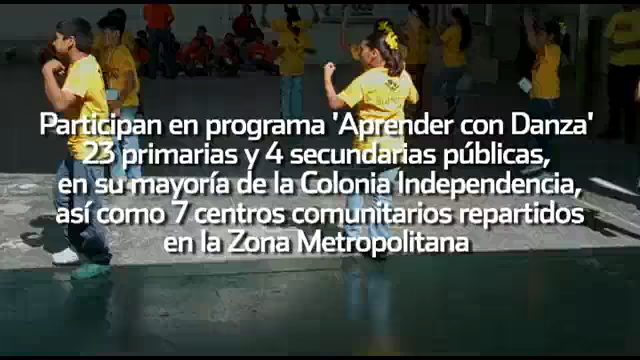 Participan en programa 'Aprender con Danza'
23 primarias y 4 secundarias públicas,
en su mayoría de la Colonia Independencia,
así como 7 centros comunitarios repartidos
en la Zona Metropolitana